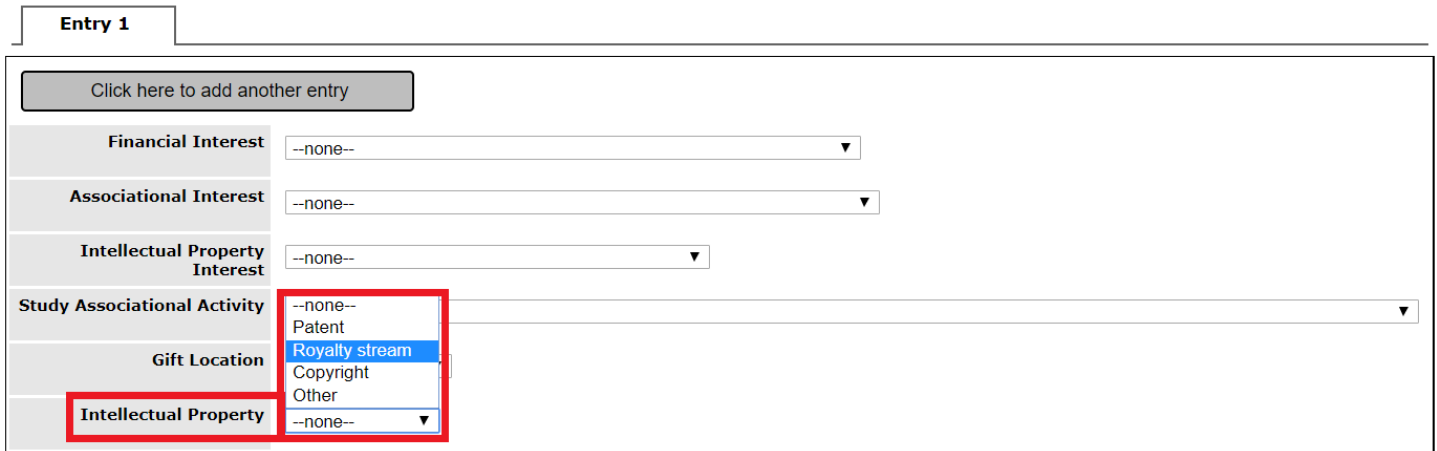 Entry 1
Click here to add another entry
Financial Interest --none--
Associational Interest --none--
Intellectual Property
Interest --none--
Study Associational Activity
--none--
Patent
Royalty stream
Copyright
Other
Gift Location
Intellectual Property --none--